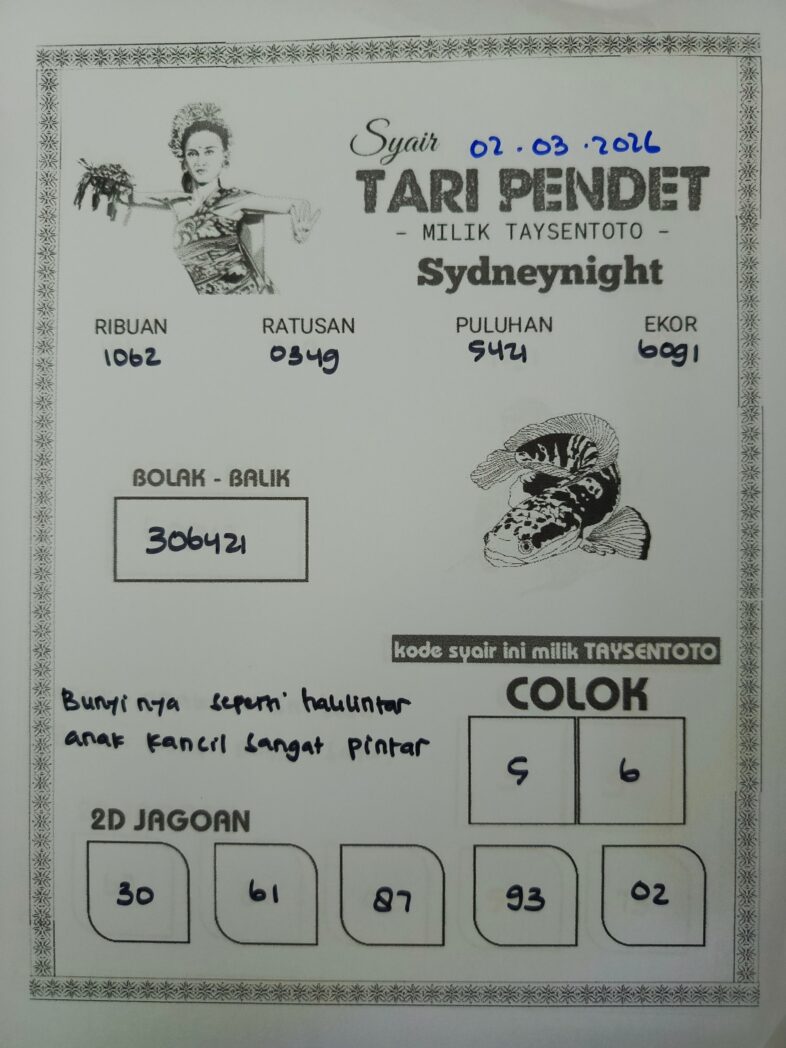 Syair 02.03.2026
TARI PENDET
- MILIK TAYSENTOTO -
Sydneynight
RIBUAN RATUSAN PULUHAN EKOR
1062 0349 5421 6091
BOLAK - BALIK
306421
kode syair ini milik TAYSENTOTO
Bunyi nya seperti halilintar
anak kancil sangat pintar
COLOK
5 6
2D JAGOAN
30 61 87 93 02